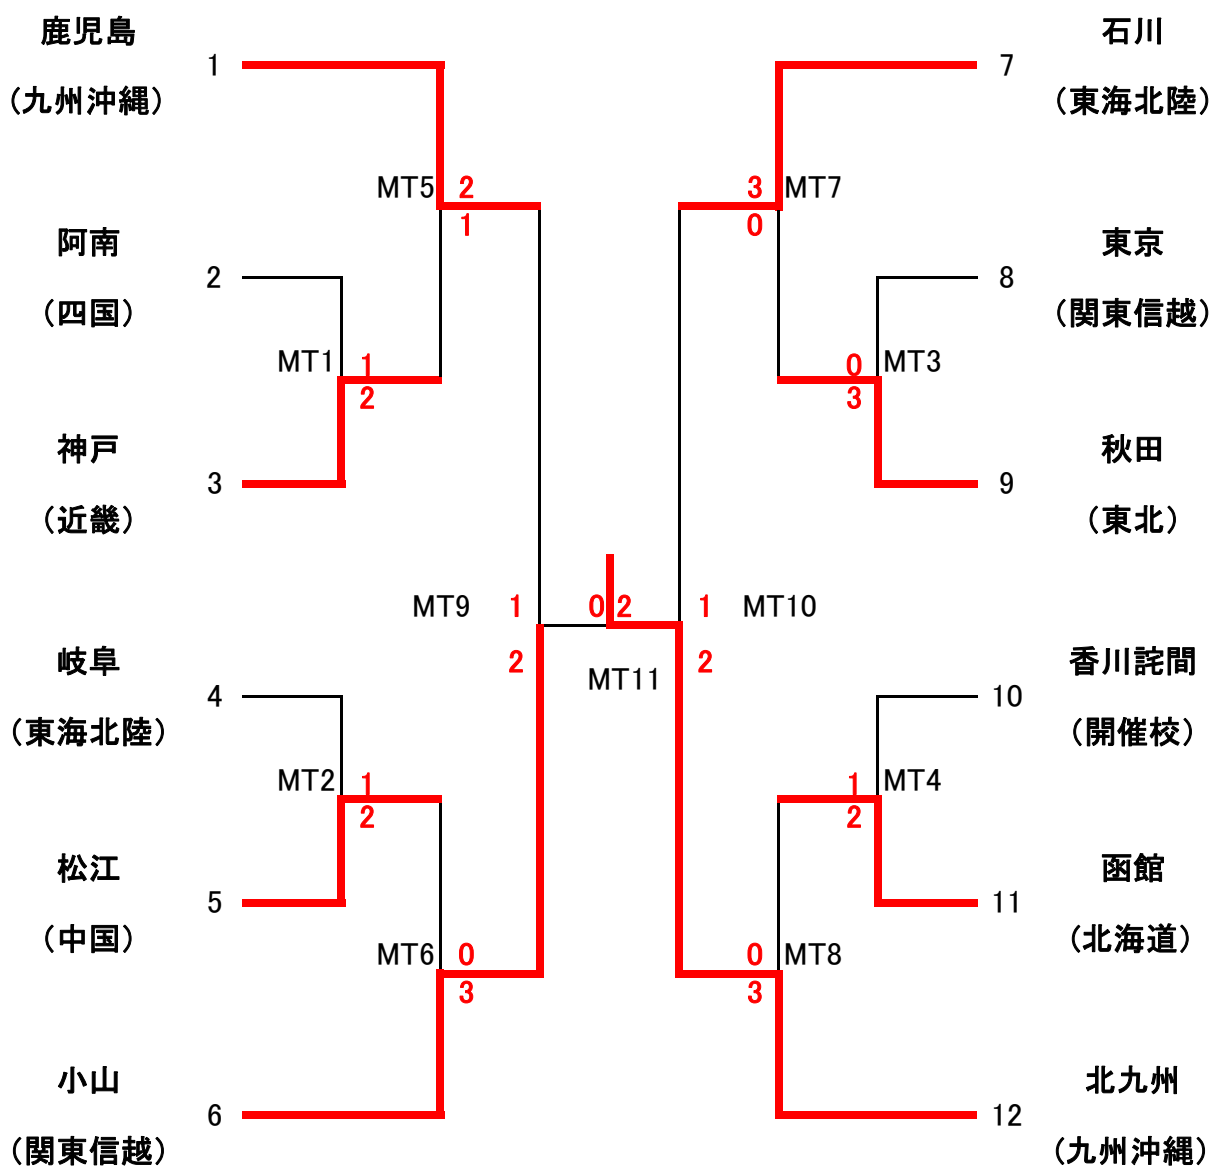 鹿児島
1
（九州沖縄）
MT5
2
1
阿南
2
（四国）
MT1
1
2
神戸
3
（近畿）
MT9
1
2
岐阜
4
（東海北陸）
MT2
1
2
松江
5
（中国）
MT6
0
3
小山
6
（関東信越）
0 2
MT11
石川
7
（東海北陸）
3
MT7
0
東京
8
（関東信越）
0
MT3
3
秋田
9
（東北）
1
MT10
2
香川詫間
10
（開催校）
1
MT4
2
函館
11
（北海道）
0
MT8
3
北九州
12
（九州沖縄）